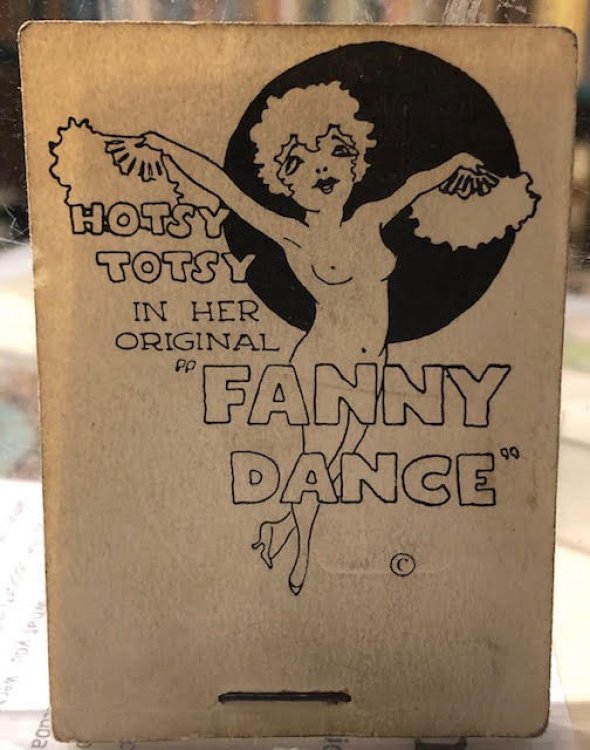 HOTSY
TOTSY
IN HER
ORIGINAL
"FANNY
DANCE"
©